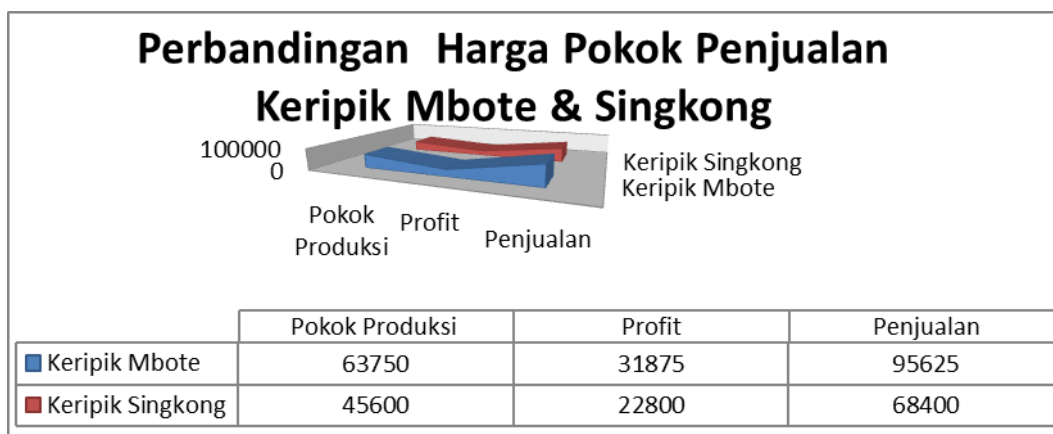 Perbandingan  Harga Pokok Penjualan
Keripik Mbote & Singkong
100000
0
Keripik Singkong
Keripik Mbote
Pokok
Produksi
Profit
Penjualan
Pokok Produksi Profit Penjualan
Keripik Mbote 63750 31875 95625
Keripik Singkong 45600 22800 68400